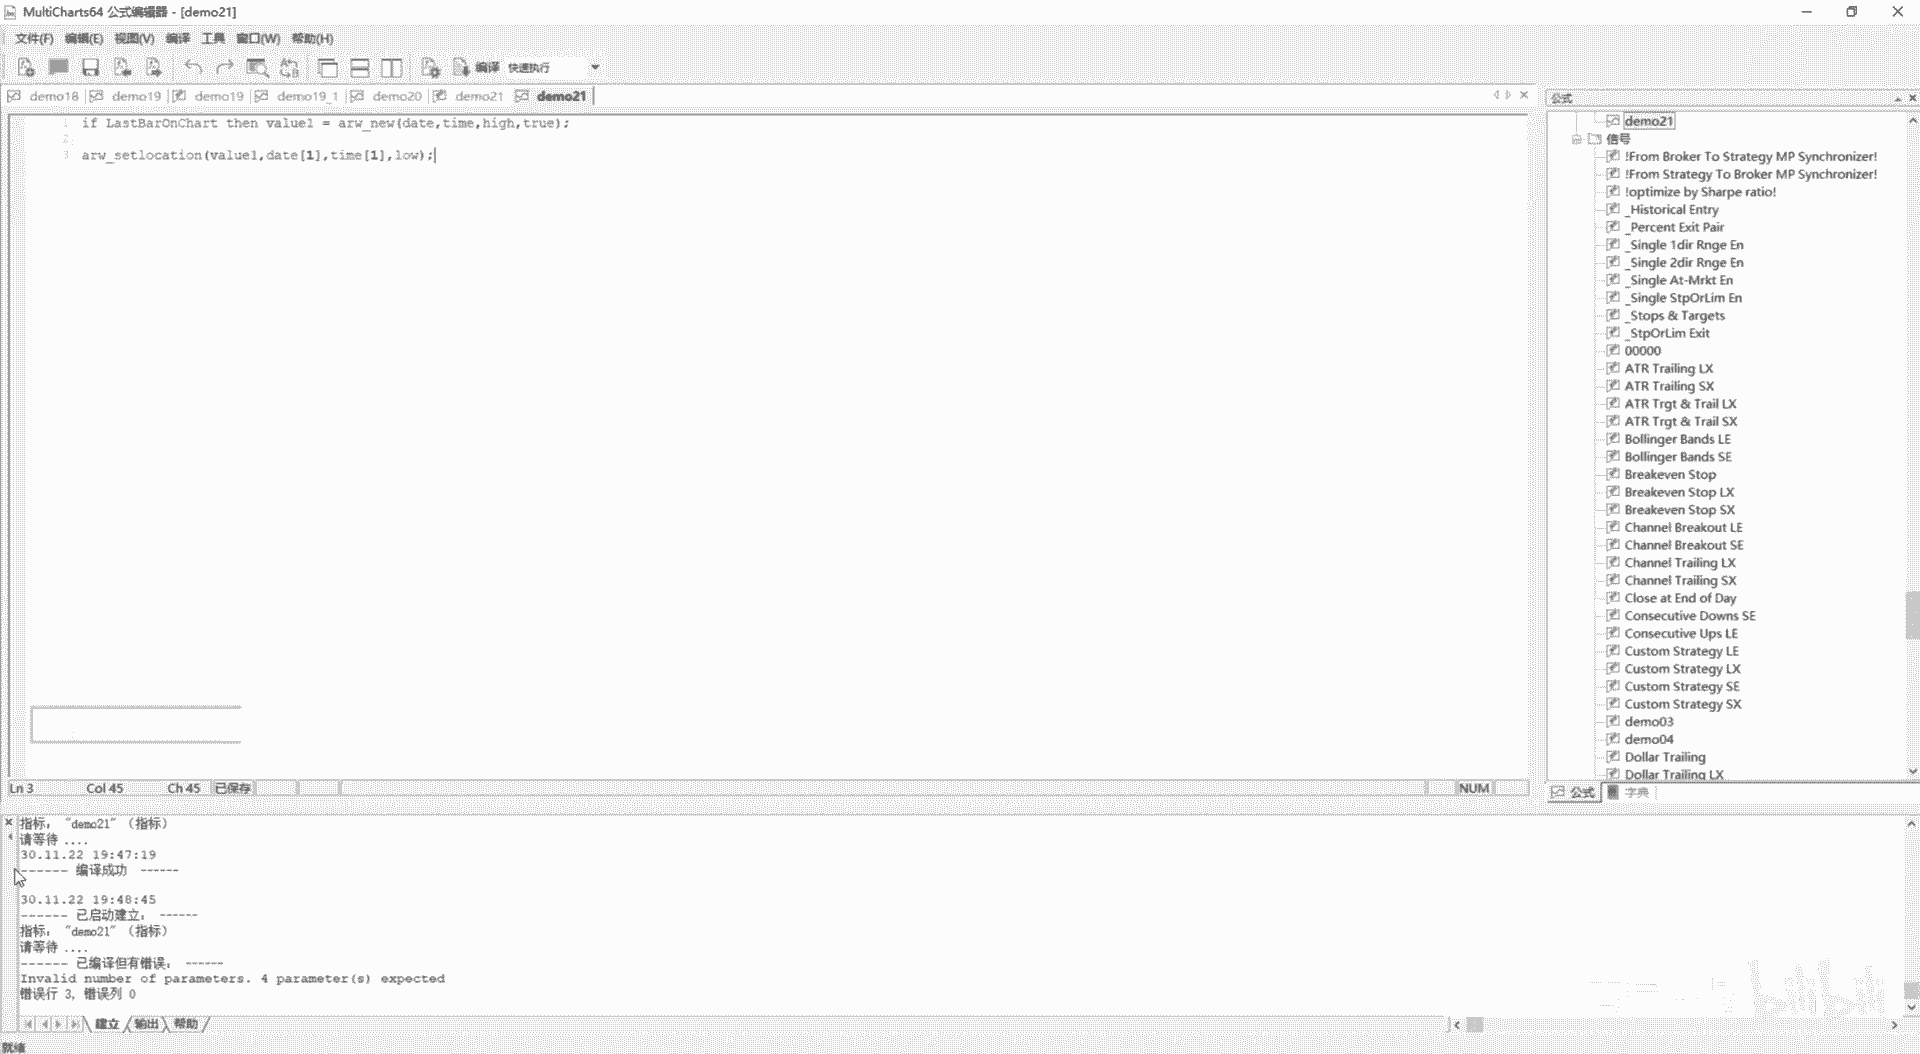 MultiCharts64 公式编辑器 - [demo21]
文件(F) 编辑(E) 视图(V) 编译 工具 窗口(W) 帮助(H)
编译 快速执行
demo18 demo19 demo19 demo19_1 demo20 demo21 demo21
1 if LastBarOnChart then value1 = arw_new(date,time,high,true);
2
3 arw_setlocation(value1,date[1],time[1],low);
Ln 3 Col 45 Ch 45 已保存 NUM
公式
demo21
信号
!From Broker To Strategy MP Synchronizer!
!From Strategy To Broker MP Synchronizer!
!optimize by Sharpe ratio!
_Historical Entry
_Percent Exit Pair
_Single 1dir Rnge En
_Single 2dir Rnge En
_Single At-Mrkt En
_Single StpOrLim En
_Stops & Targets
_StpOrLim Exit
00000
ATR Trailing LX
ATR Trailing SX
ATR Trgt & Trail LX
ATR Trgt & Trail SX
Bollinger Bands LE
Bollinger Bands SE
Breakeven Stop
Breakeven Stop LX
Breakeven Stop SX
Channel Breakout LE
Channel Breakout SE
Channel Trailing LX
Channel Trailing SX
Close at End of Day
Consecutive Downs SE
Consecutive Ups LE
Custom Strategy LE
Custom Strategy LX
Custom Strategy SE
Custom Strategy SX
demo03
demo04
Dollar Trailing
Dollar Trailing LX
公式 字典
指标: "demo21" (指标)
请等待 ....
30.11.22 19:47:19
------ 编译成功 ------
30.11.22 19:48:45
------ 已启动建立: ------
指标: "demo21" (指标)
请等待 ....
------ 已编译但有错误: ------
Invalid number of parameters. 4 parameter(s) expected
错误行 3, 错误列 0
建立 输出 帮助
就绪
bilibili